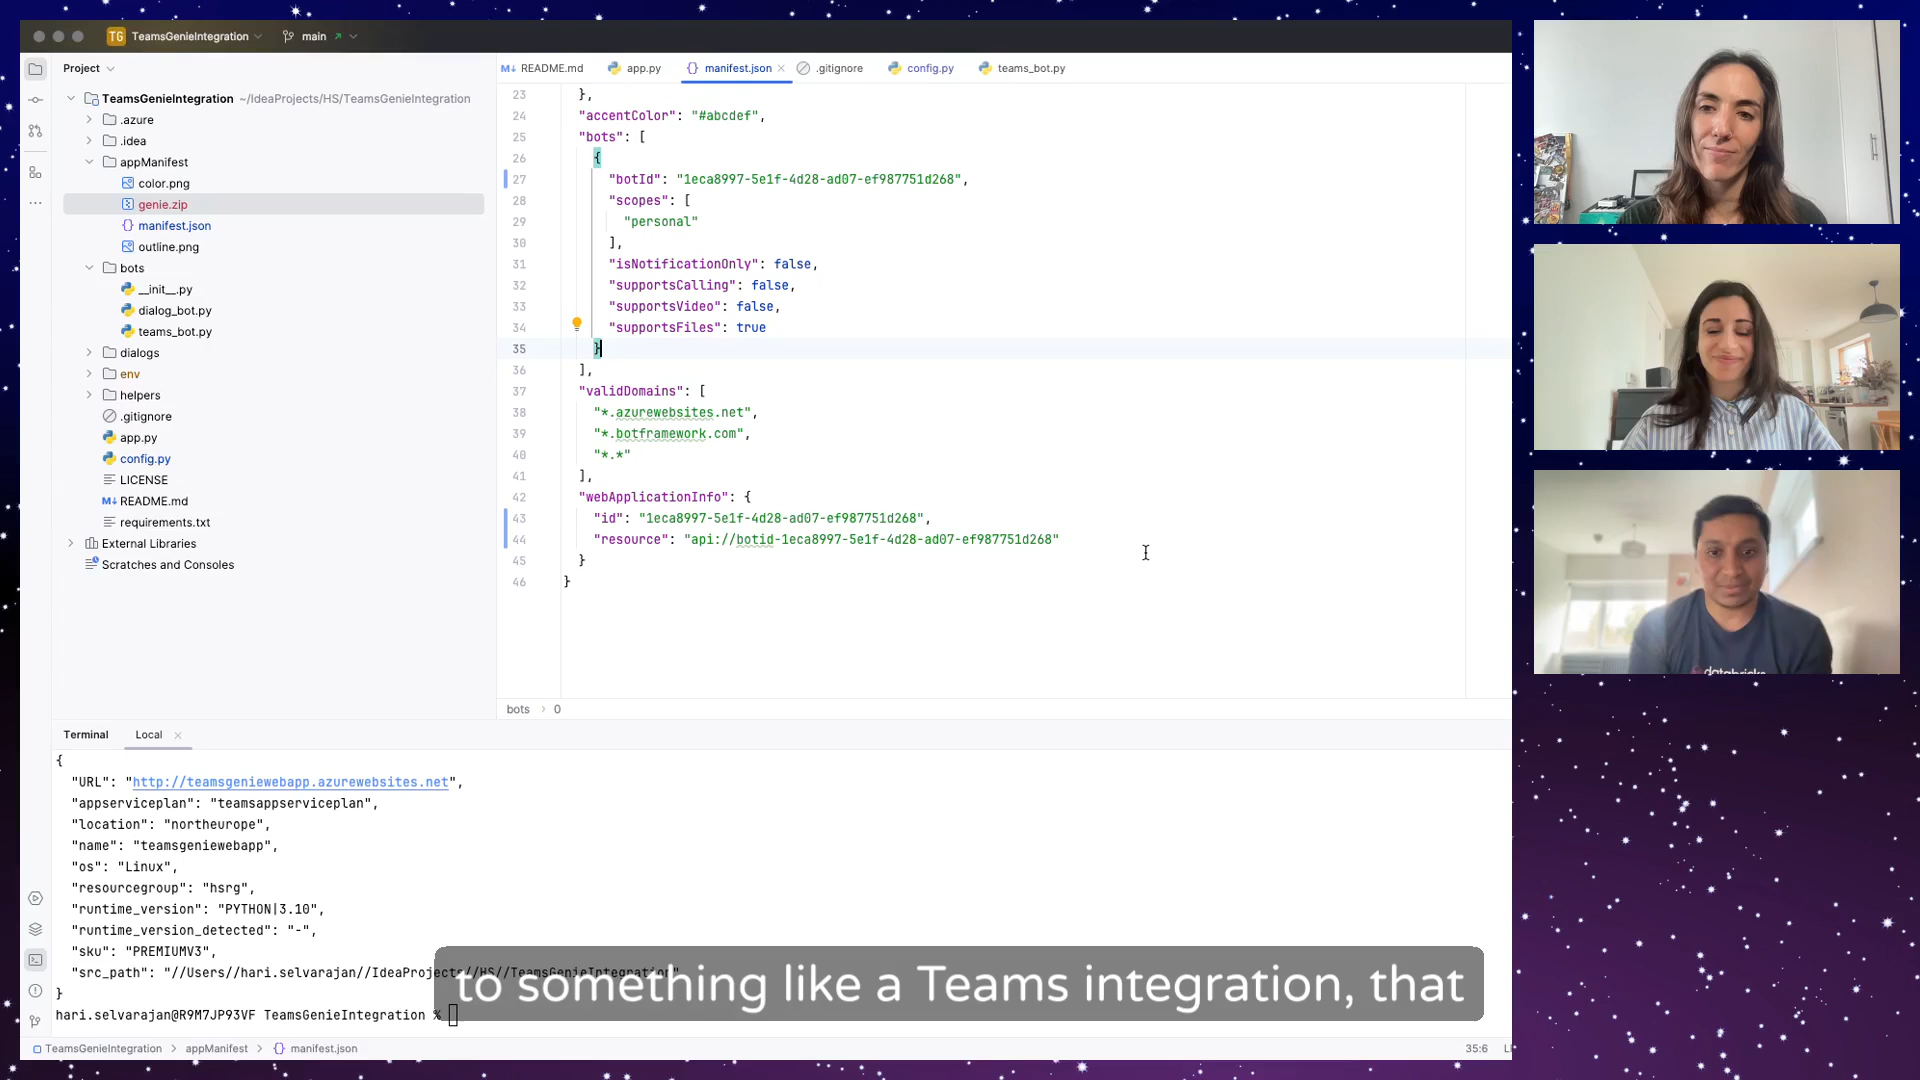 TG TeamsGenieIntegration main
Project
README.md app.py manifest.json .gitignore config.py teams_bot.py
TeamsGenieIntegration ~/IdeaProjects/HS/TeamsGenieIntegration
.azure
.idea
appManifest
color.png
genie.zip
manifest.json
outline.png
bots
__init__.py
dialog_bot.py
teams_bot.py
dialogs
env
helpers
.gitignore
app.py
config.py
LICENSE
README.md
requirements.txt
External Libraries
Scratches and Consoles
23 },
24 "accentColor": "#abcdef",
25 "bots": [
26 {
27 "botId": "1eca8997-5e1f-4d28-ad07-ef987751d268",
28 "scopes": [
29 "personal"
30 ],
31 "isNotificationOnly": false,
32 "supportsCalling": false,
33 "supportsVideo": false,
34 "supportsFiles": true
35 }
36 ],
37 "validDomains": [
38 "*.azurewebsites.net",
39 "*.botframework.com",
40 "*.*"
41 ],
42 "webApplicationInfo": {
43 "id": "1eca8997-5e1f-4d28-ad07-ef987751d268",
44 "resource": "api://botid-1eca8997-5e1f-4d28-ad07-ef987751d268"
45 }
46 }
bots > 0
Terminal Local
{
"URL": "http://teamsgeniewebapp.azurewebsites.net",
"appserviceplan": "teamsappserviceplan",
"location": "northeurope",
"name": "teamsgeniewebapp",
"os": "Linux",
"resourcegroup": "hsrg",
"runtime_version": "PYTHON|3.10",
"runtime_version_detected": "-",
"sku": "PREMIUMV3",
"src_path": "//Users//hari.selvarajan//IdeaProjects//HS//TeamsGenieIntegration"
}
hari.selvarajan@R9M7JP93VF TeamsGenieIntegration %
to something like a Teams integration, that
TeamsGenieIntegration > appManifest > manifest.json
35:6
databricks